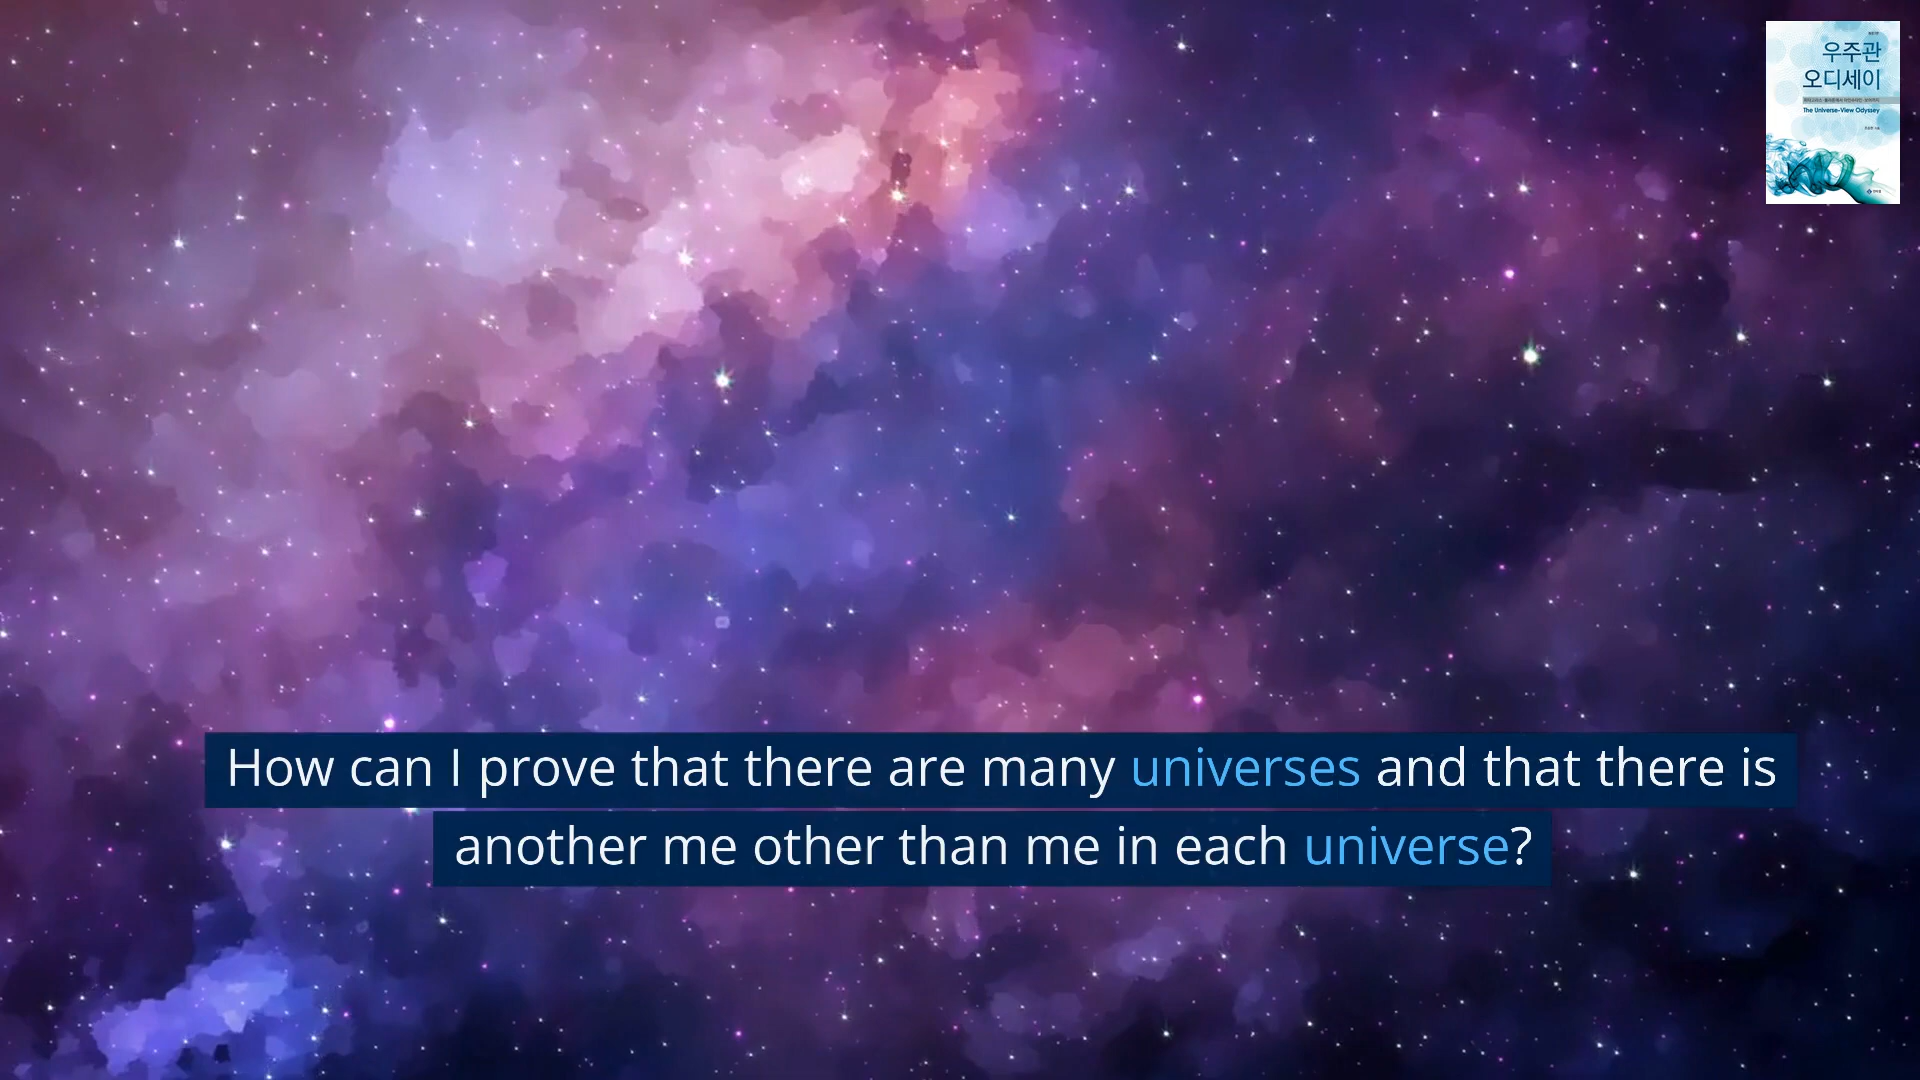 우주관
오디세이
The Universe-View Odyssey
How can I prove that there are many universes and that there is
another me other than me in each universe?